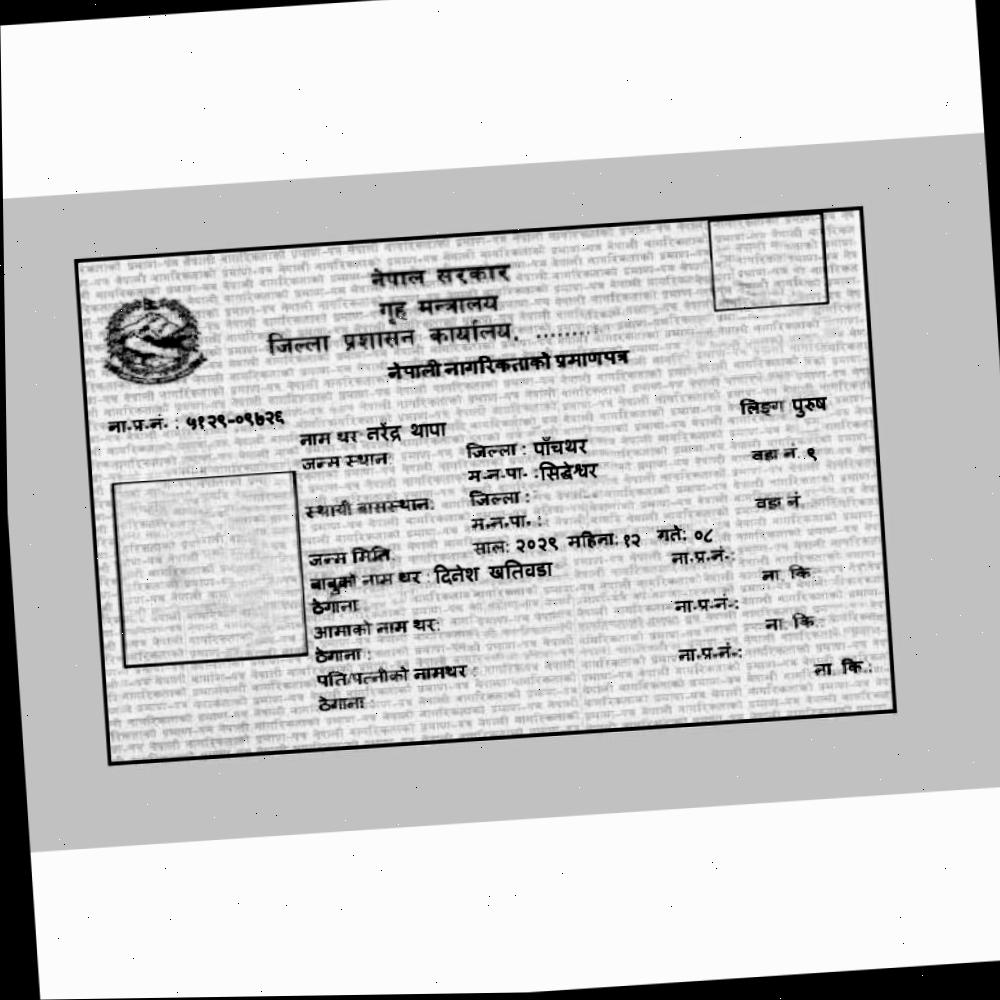 नेपाल सरकार
गृह मन्त्रालय
जिल्ला प्रशासन कार्यालय, ........
नेपाली नागरिकताको प्रमाणपत्र
ना.प्र.नं. : ५१२९-०९७२६
लिङ्ग पुरुष
नाम थर नरेंद्र थापा
जन्म स्थान: जिल्ला : पाँचथर
म.न.पा. : सिद्धेश्वर वडा नं. ९
स्थायी बासस्थान: जिल्ला :
म.न.पा. : वडा नं.
जन्म मिति: साल: २०२९ महिना: १२ गते: ०८
बाबुको नाम थर : दिनेश खतिवडा ना.प्र.नं.:
ठेगाना ना. कि.:
आमाको नाम थर: ना.प्र.नं.:
ठेगाना : ना. कि.:
पति/पत्नीको नामथर : ना.प्र.नं.:
ठेगाना ना. कि.: